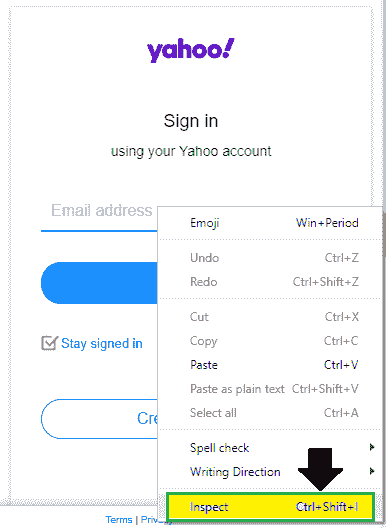 yahoo!
Sign in
using your Yahoo account
Email address
Emoji Win+Period
Undo Ctrl+Z
Redo Ctrl+Shift+Z
Cut Ctrl+X
Copy Ctrl+C
Paste Ctrl+V
Paste as plain text Ctrl+Shift+V
Select all Ctrl+A
Stay signed in
Spell check
Writing Direction
Inspect Ctrl+Shift+I
Cre
Terms | Privacy